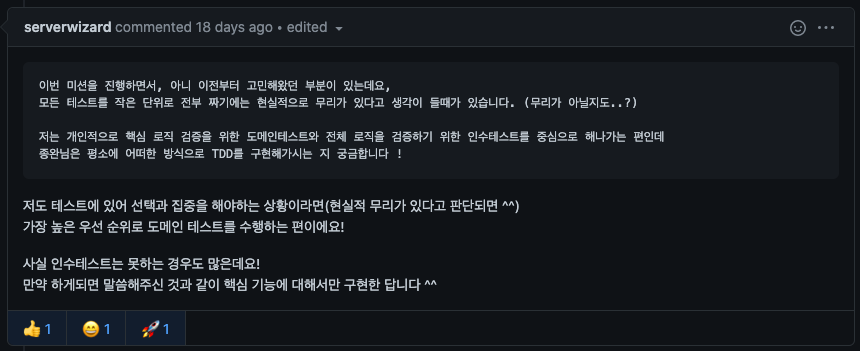 serverwizard commented 18 days ago • edited
이번 미션을 진행하면서, 아니 이전부터 고민해왔던 부분이 있는데요,
모든 테스트를 작은 단위로 전부 짜기에는 현실적으로 무리가 있다고 생각이 들때가 있습니다. (무리가 아닐지도..?)
저는 개인적으로 핵심 로직 검증을 위한 도메인테스트와 전체 로직을 검증하기 위한 인수테스트를 중심으로 해나가는 편인데
종완님은 평소에 어떠한 방식으로 TDD를 구현해가시는 지 궁금합니다 !
저도 테스트에 있어 선택과 집중을 해야하는 상황이라면(현실적 무리가 있다고 판단되면 ^^)
가장 높은 우선 순위로 도메인 테스트를 수행하는 편이에요!
사실 인수테스트는 못하는 경우도 많은데요!
만약 하게되면 말씀해주신 것과 같이 핵심 기능에 대해서만 구현한 답니다 ^^
👍 1 😄 1 🚀 1